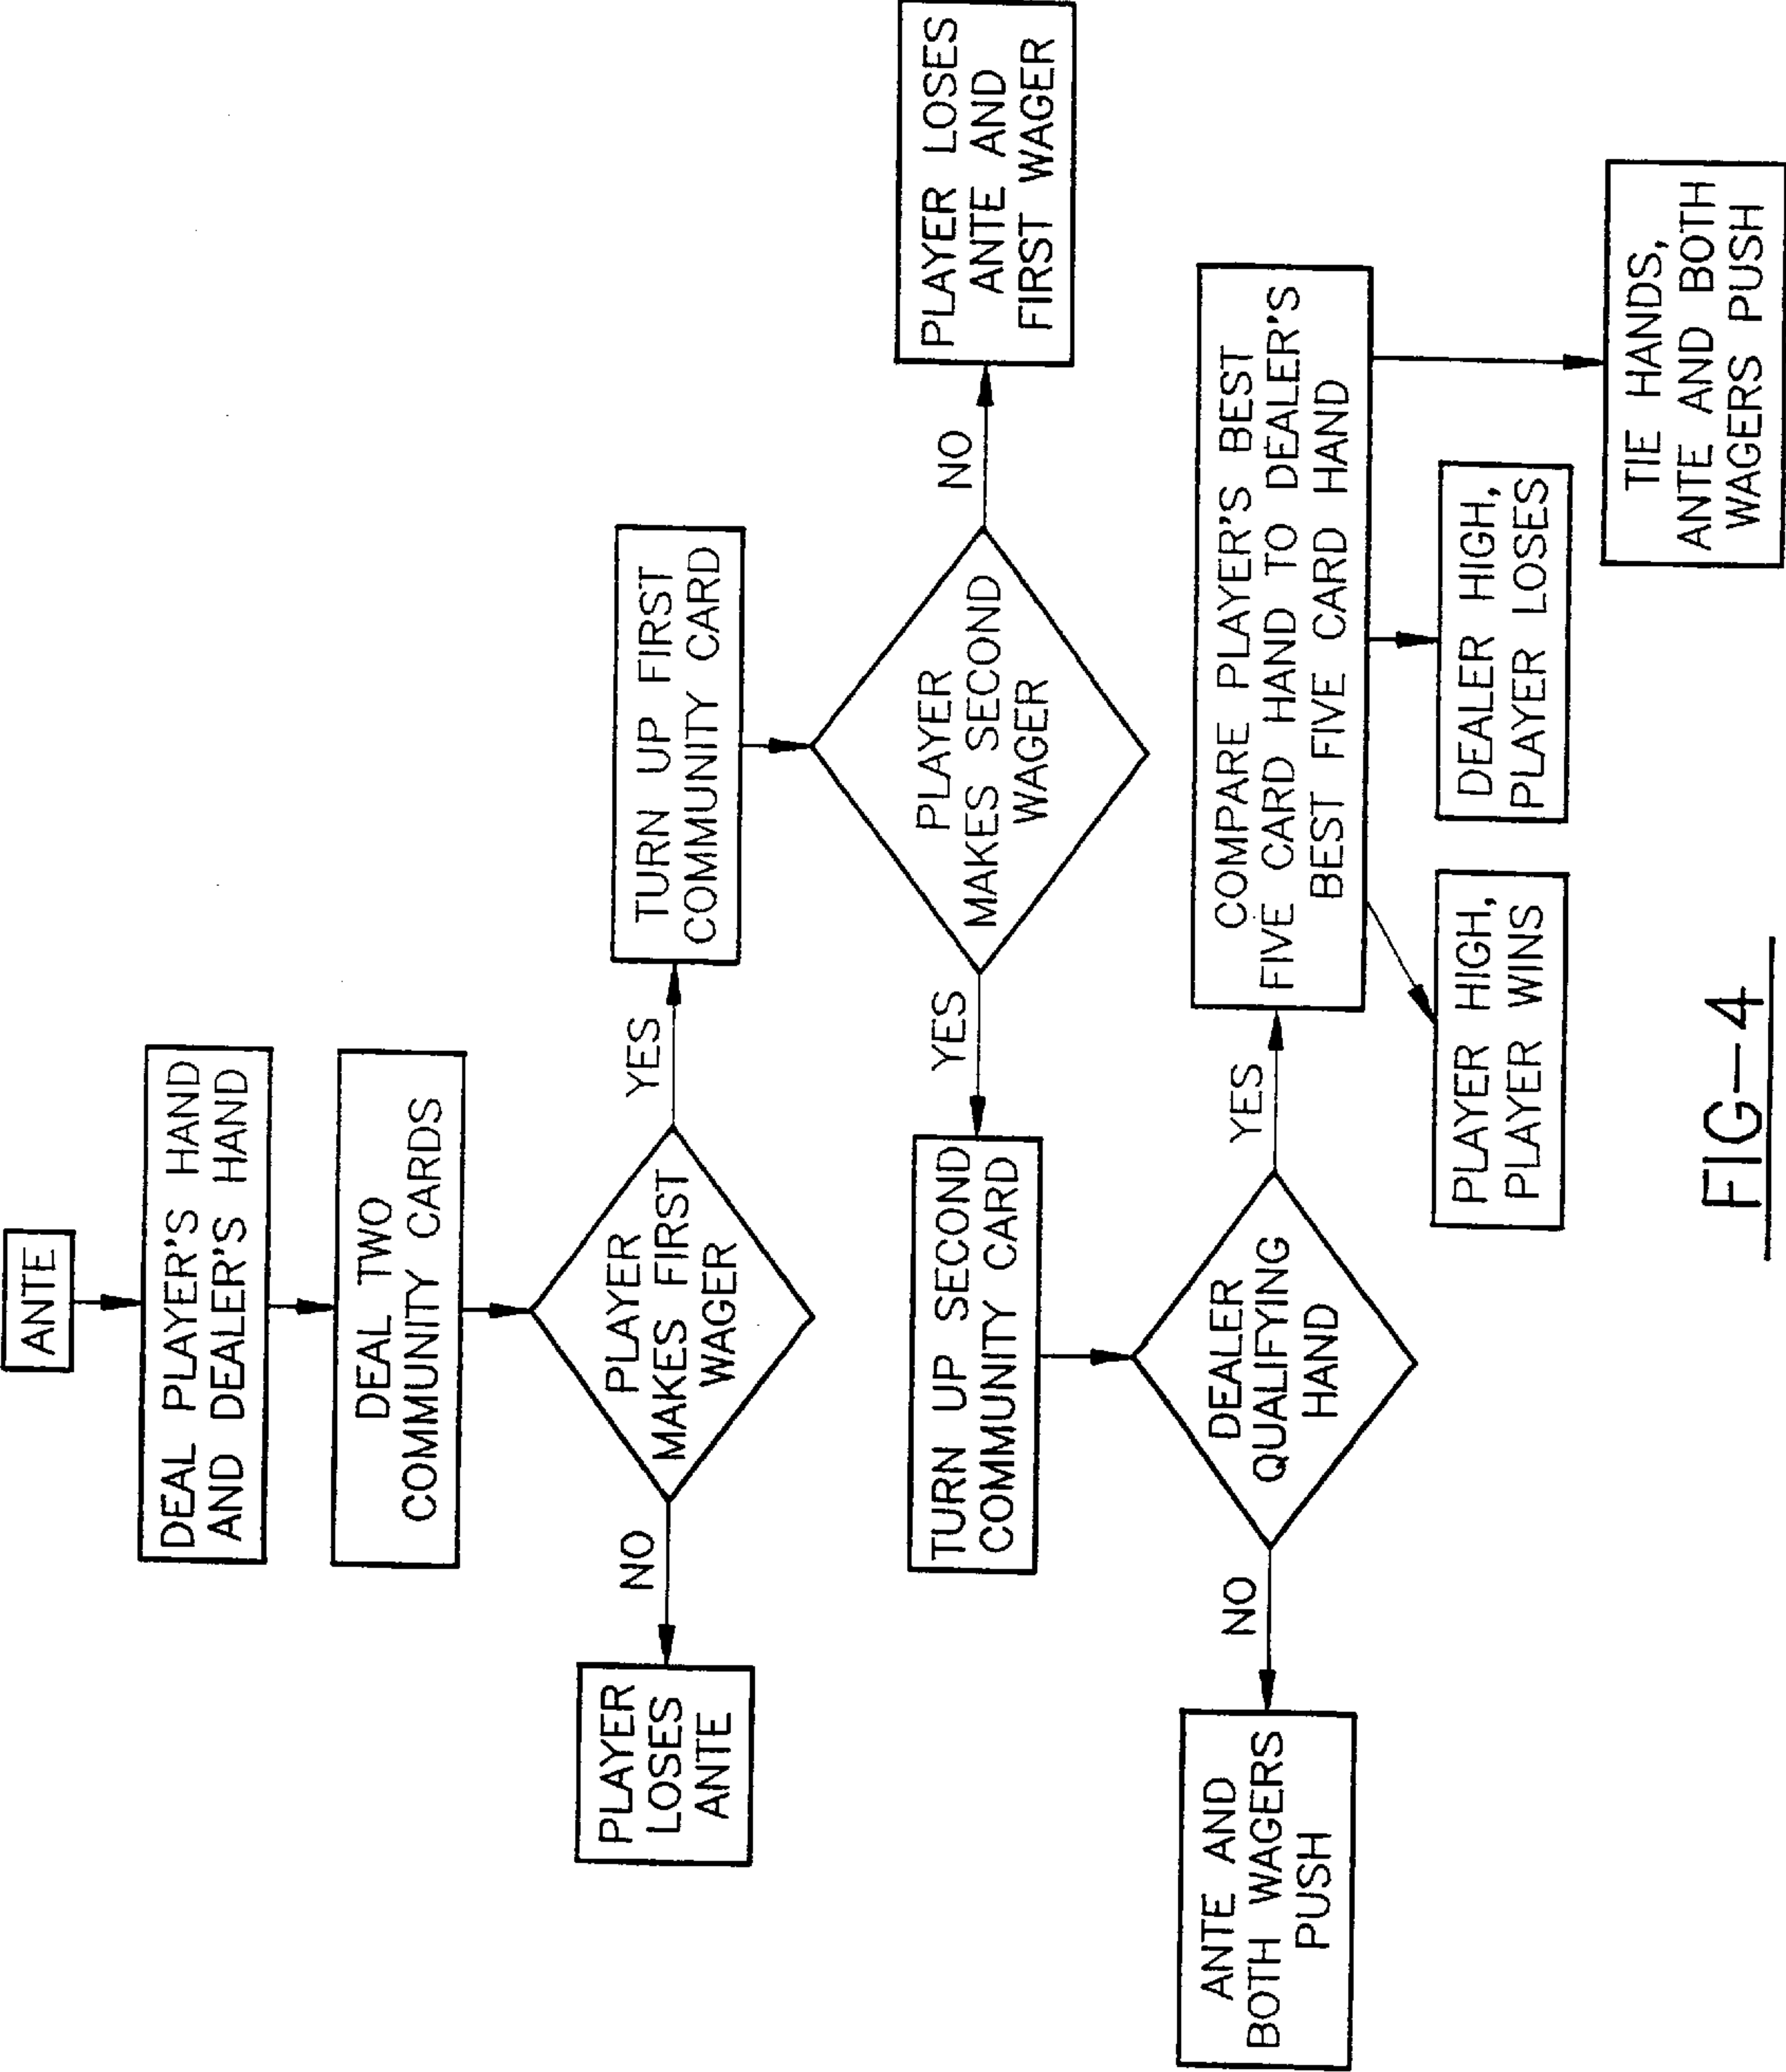 ANTE
DEAL PLAYER'S HAND
AND DEALER'S HAND
DEAL TWO
COMMUNITY CARDS
PLAYER
MAKES FIRST
WAGER
NO
PLAYER
LOSES
ANTE
YES
TURN UP FIRST
COMMUNITY CARD
PLAYER
MAKES SECOND
WAGER
NO
PLAYER LOSES
ANTE AND
FIRST WAGER
YES
TURN UP SECOND
COMMUNITY CARD
DEALER
QUALIFYING
HAND
NO
ANTE AND
BOTH WAGERS
PUSH
YES
COMPARE PLAYER'S BEST
FIVE CARD HAND TO DEALER'S
BEST FIVE CARD HAND
PLAYER HIGH,
PLAYER WINS
DEALER HIGH,
PLAYER LOSES
TIE HANDS,
ANTE AND BOTH
WAGERS PUSH
FIG-4